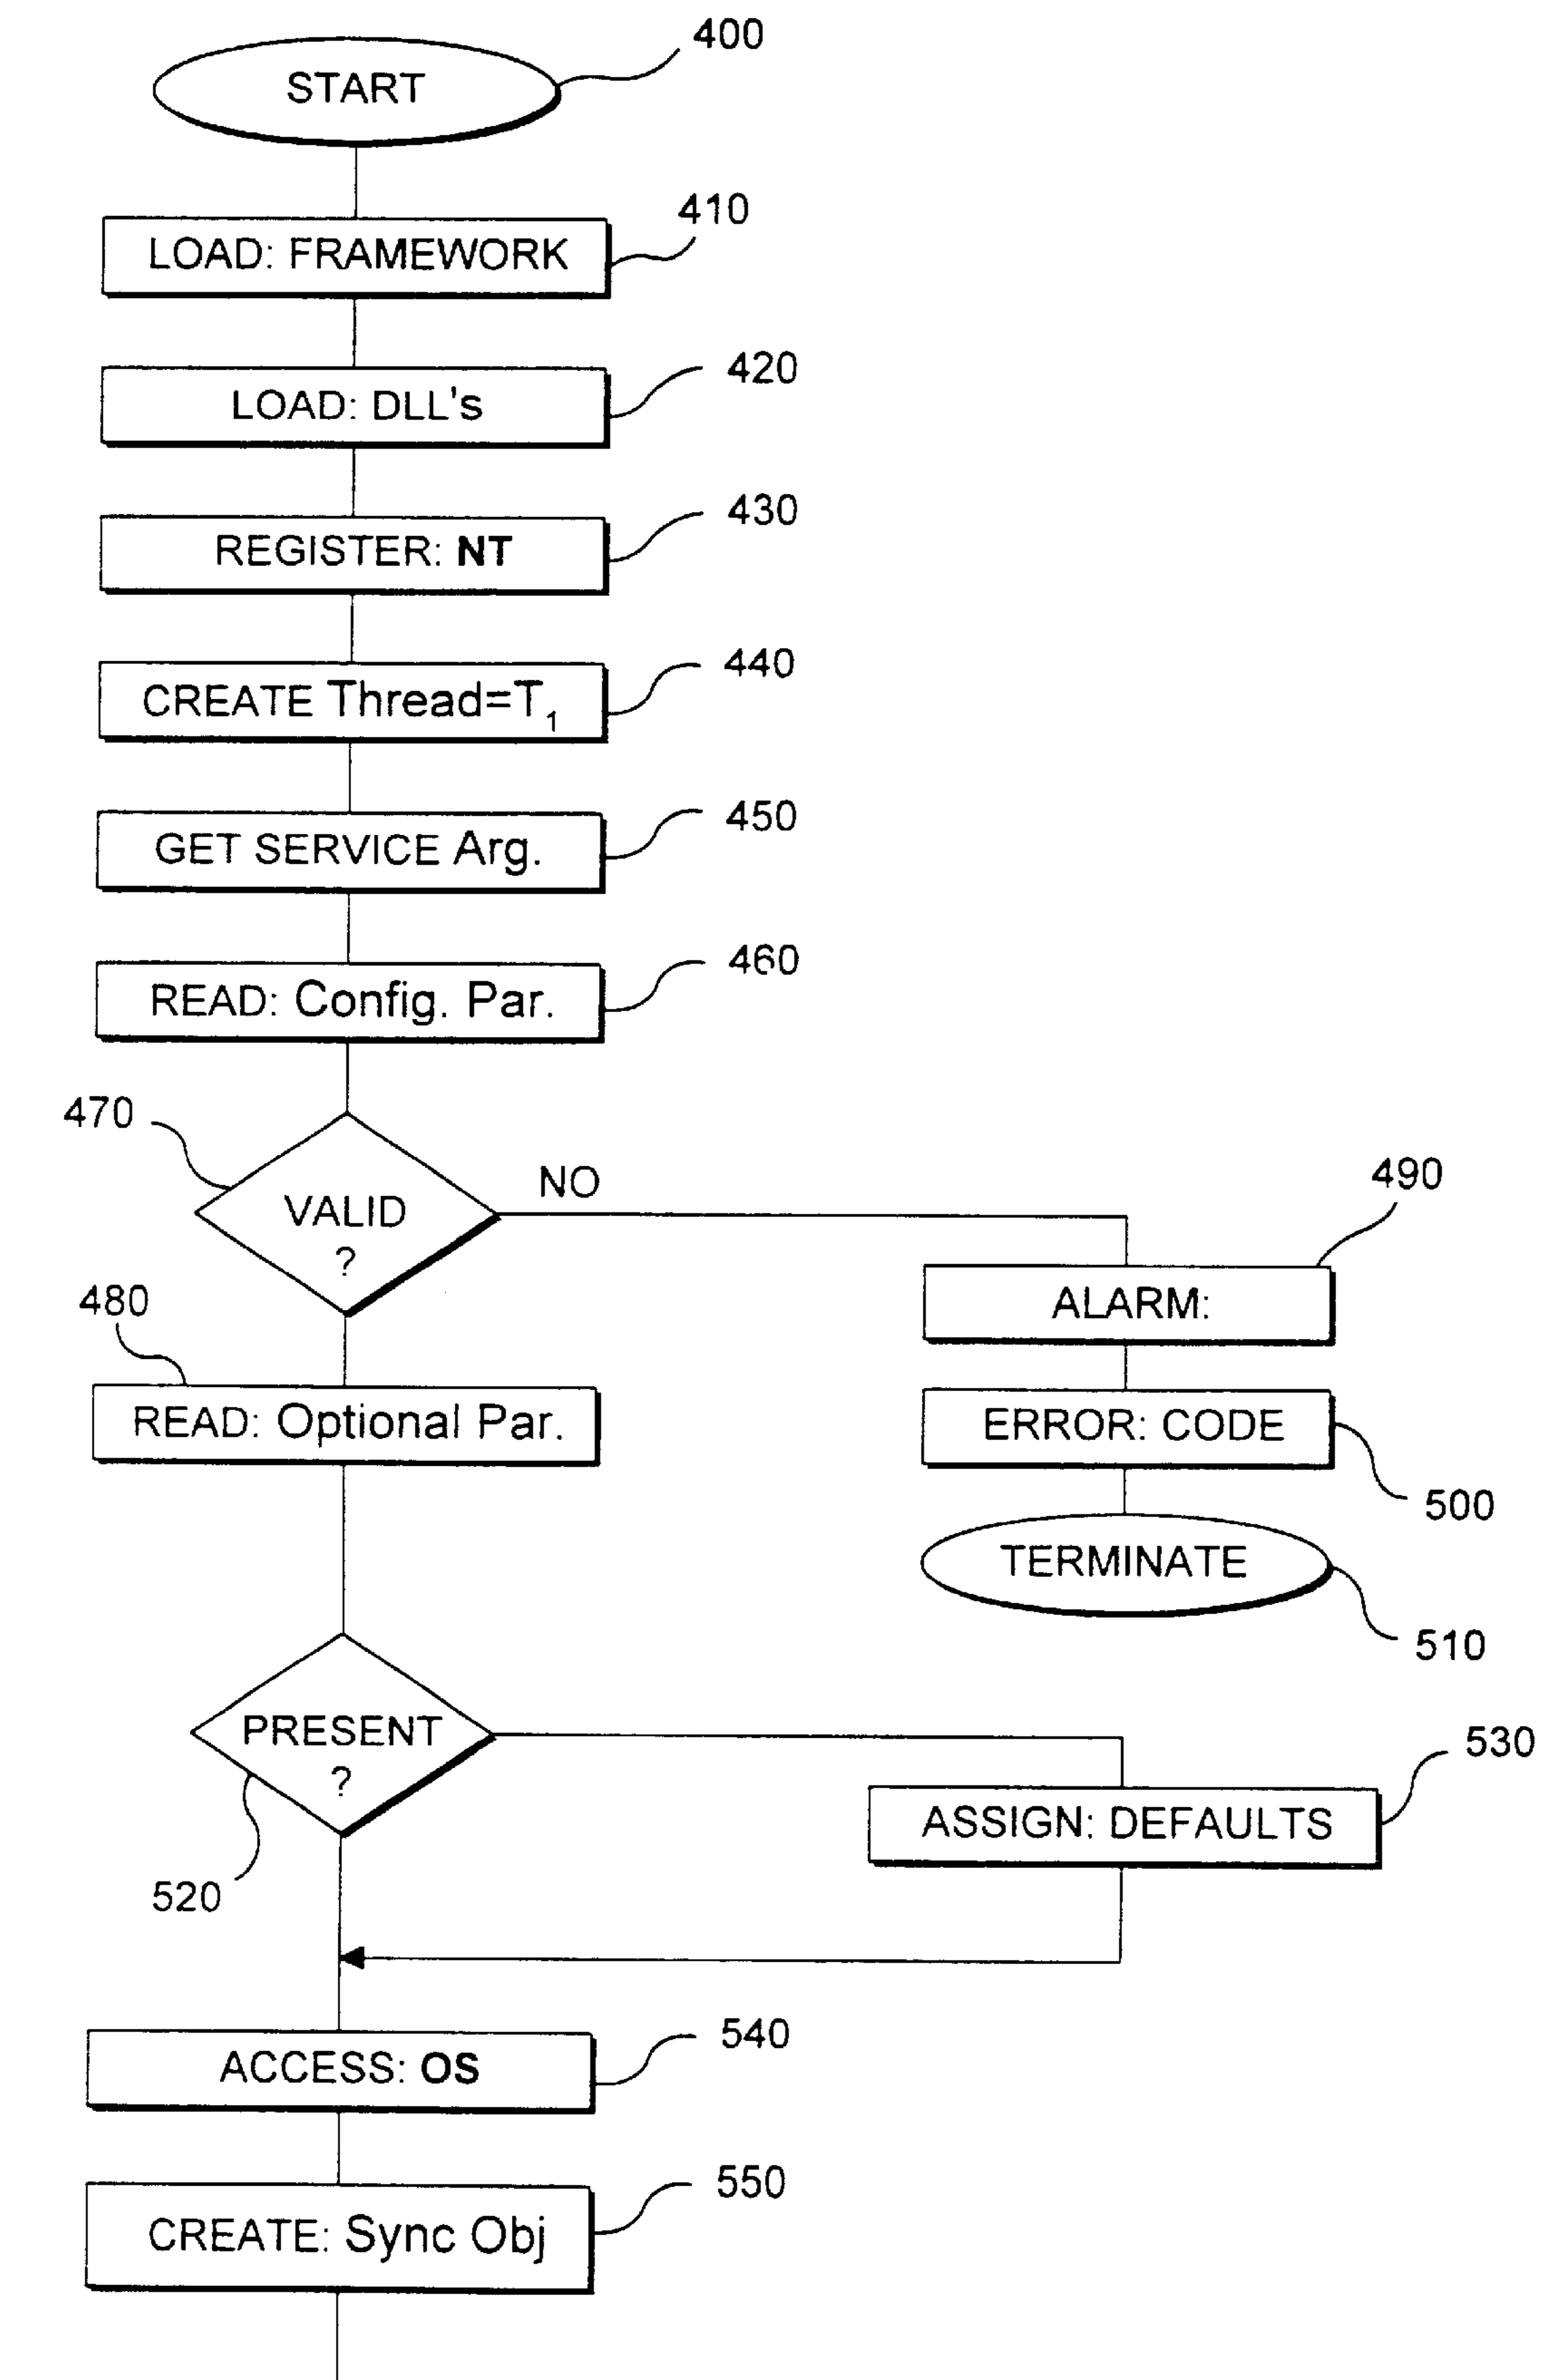 400
START
410
LOAD: FRAMEWORK
420
LOAD: DLL's
430
REGISTER: NT
440
CREATE Thread=T₁
450
GET SERVICE Arg.
460
READ: Config. Par.
470
VALID
?
NO
490
ALARM:
480
READ: Optional Par.
ERROR: CODE
500
TERMINATE
510
PRESENT
?
520
530
ASSIGN: DEFAULTS
540
ACCESS: OS
550
CREATE: Sync Obj